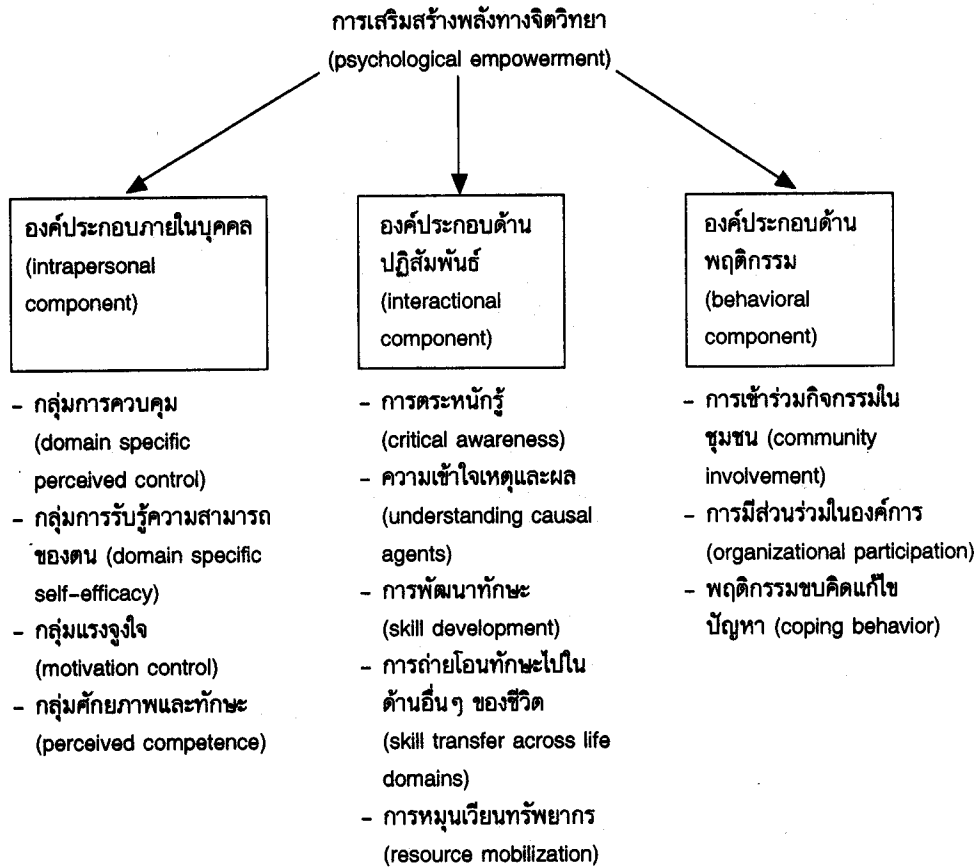 การเสริมสร้างพลังทางจิตวิทยา
(psychological empowerment)
องค์ประกอบภายในบุคคล
(intrapersonal
component)
องค์ประกอบด้าน
ปฏิสัมพันธ์
(interactional
component)
องค์ประกอบด้าน
พฤติกรรม
(behavioral
component)
- กลุ่มการควบคุม
(domain specific
perceived control)
- กลุ่มการรับรู้ความสามารถ
ของตน (domain specific
self-efficacy)
- กลุ่มแรงจูงใจ
(motivation control)
- กลุ่มศักยภาพและทักษะ
(perceived competence)
- การตระหนักรู้
(critical awareness)
- ความเข้าใจเหตุและผล
(understanding causal
agents)
- การพัฒนาทักษะ
(skill development)
- การถ่ายโอนทักษะไปใน
ด้านอื่นๆ ของชีวิต
(skill transfer across life
domains)
- การหมุนเวียนทรัพยากร
(resource mobilization)
- การเข้าร่วมกิจกรรมใน
ชุมชน (community
involvement)
- การมีส่วนร่วมในองค์การ
(organizational participation)
- พฤติกรรมขบคิดแก้ไข
ปัญหา (coping behavior)